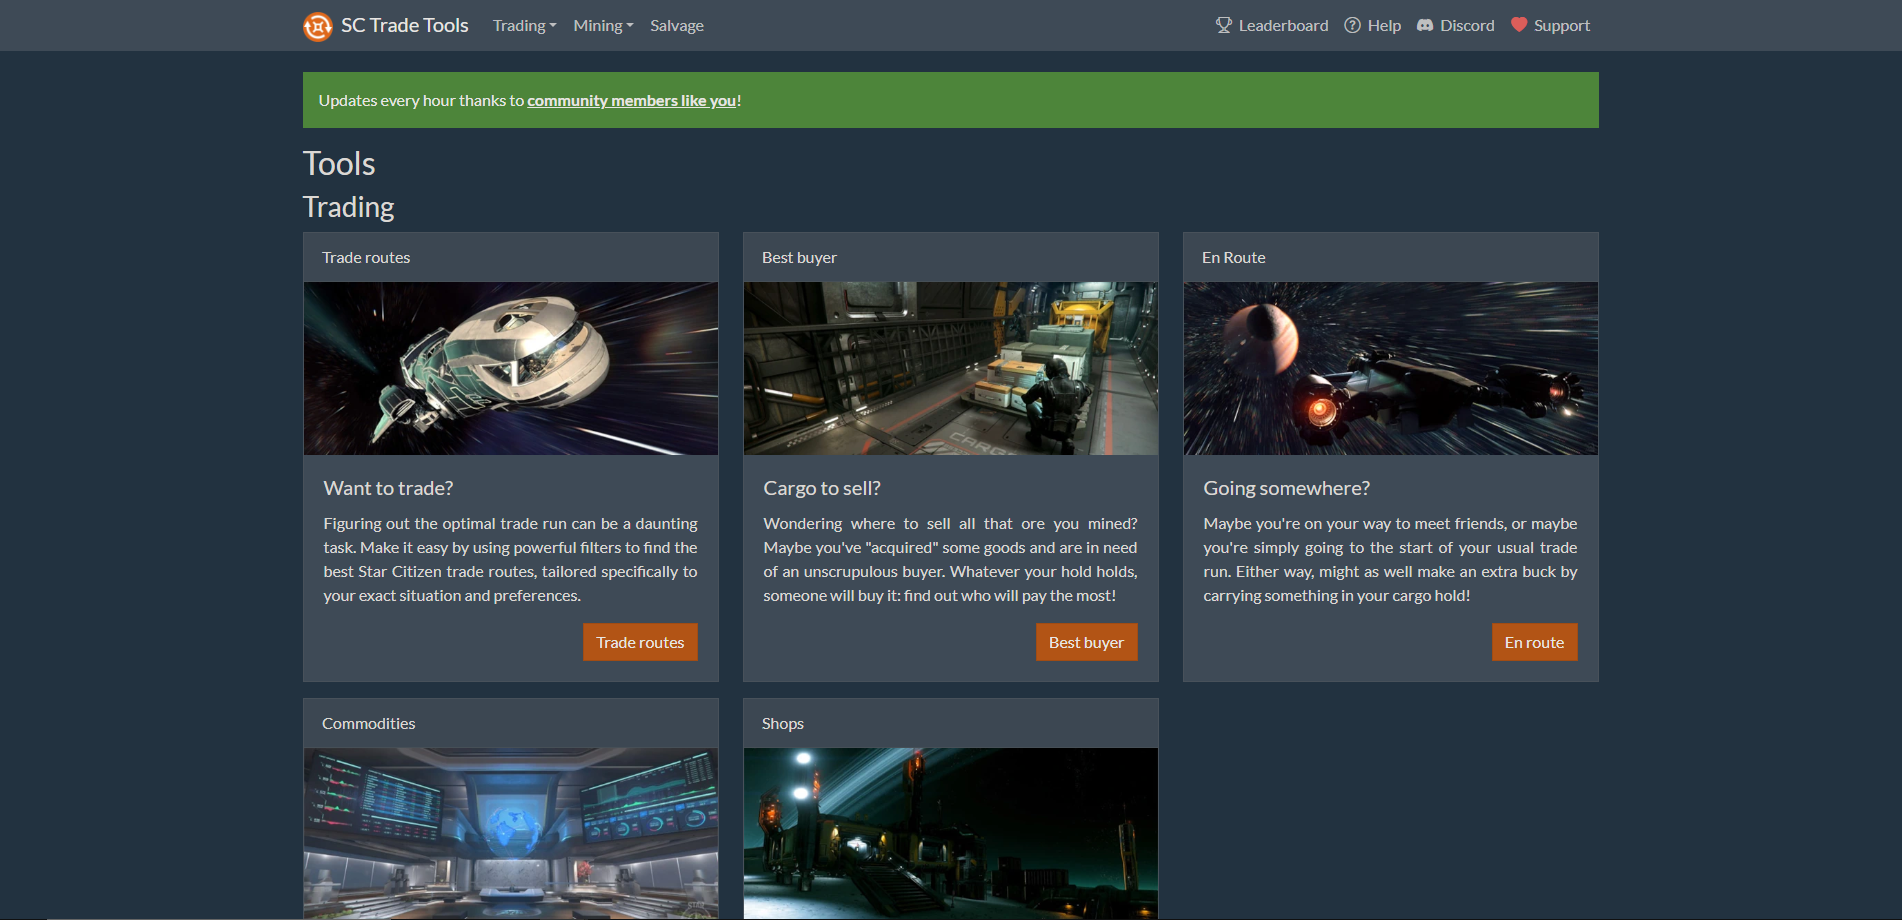 SC Trade Tools
Trading
Mining
Salvage
Leaderboard
Help
Discord
Support
Updates every hour thanks to community members like you!
Tools
Trading
Trade routes
Want to trade?
Figuring out the optimal trade run can be a daunting
task. Make it easy by using powerful filters to find the
best Star Citizen trade routes, tailored specifically to
your exact situation and preferences.
Trade routes
Best buyer
CARGO
Cargo to sell?
Wondering where to sell all that ore you mined?
Maybe you've "acquired" some goods and are in need
of an unscrupulous buyer. Whatever your hold holds,
someone will buy it: find out who will pay the most!
Best buyer
En Route
Going somewhere?
Maybe you're on your way to meet friends, or maybe
you're simply going to the start of your usual trade
run. Either way, might as well make an extra buck by
carrying something in your cargo hold!
En route
Commodities
Shops